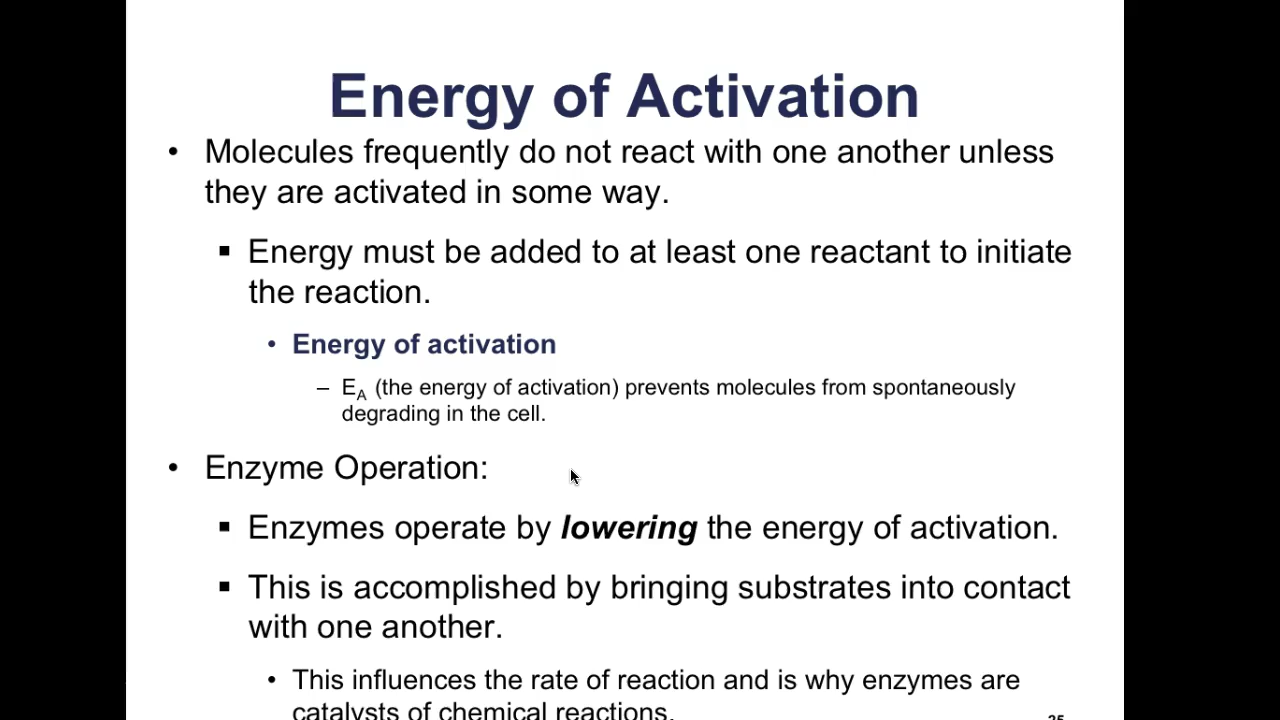 Energy of Activation
• Molecules frequently do not react with one another unless
they are activated in some way.
▪ Energy must be added to at least one reactant to initiate
the reaction.
• Energy of activation
– EA (the energy of activation) prevents molecules from spontaneously
degrading in the cell.
• Enzyme Operation:
▪ Enzymes operate by lowering the energy of activation.
▪ This is accomplished by bringing substrates into contact
with one another.
• This influences the rate of reaction and is why enzymes are
catalysts of chemical reactions.
25